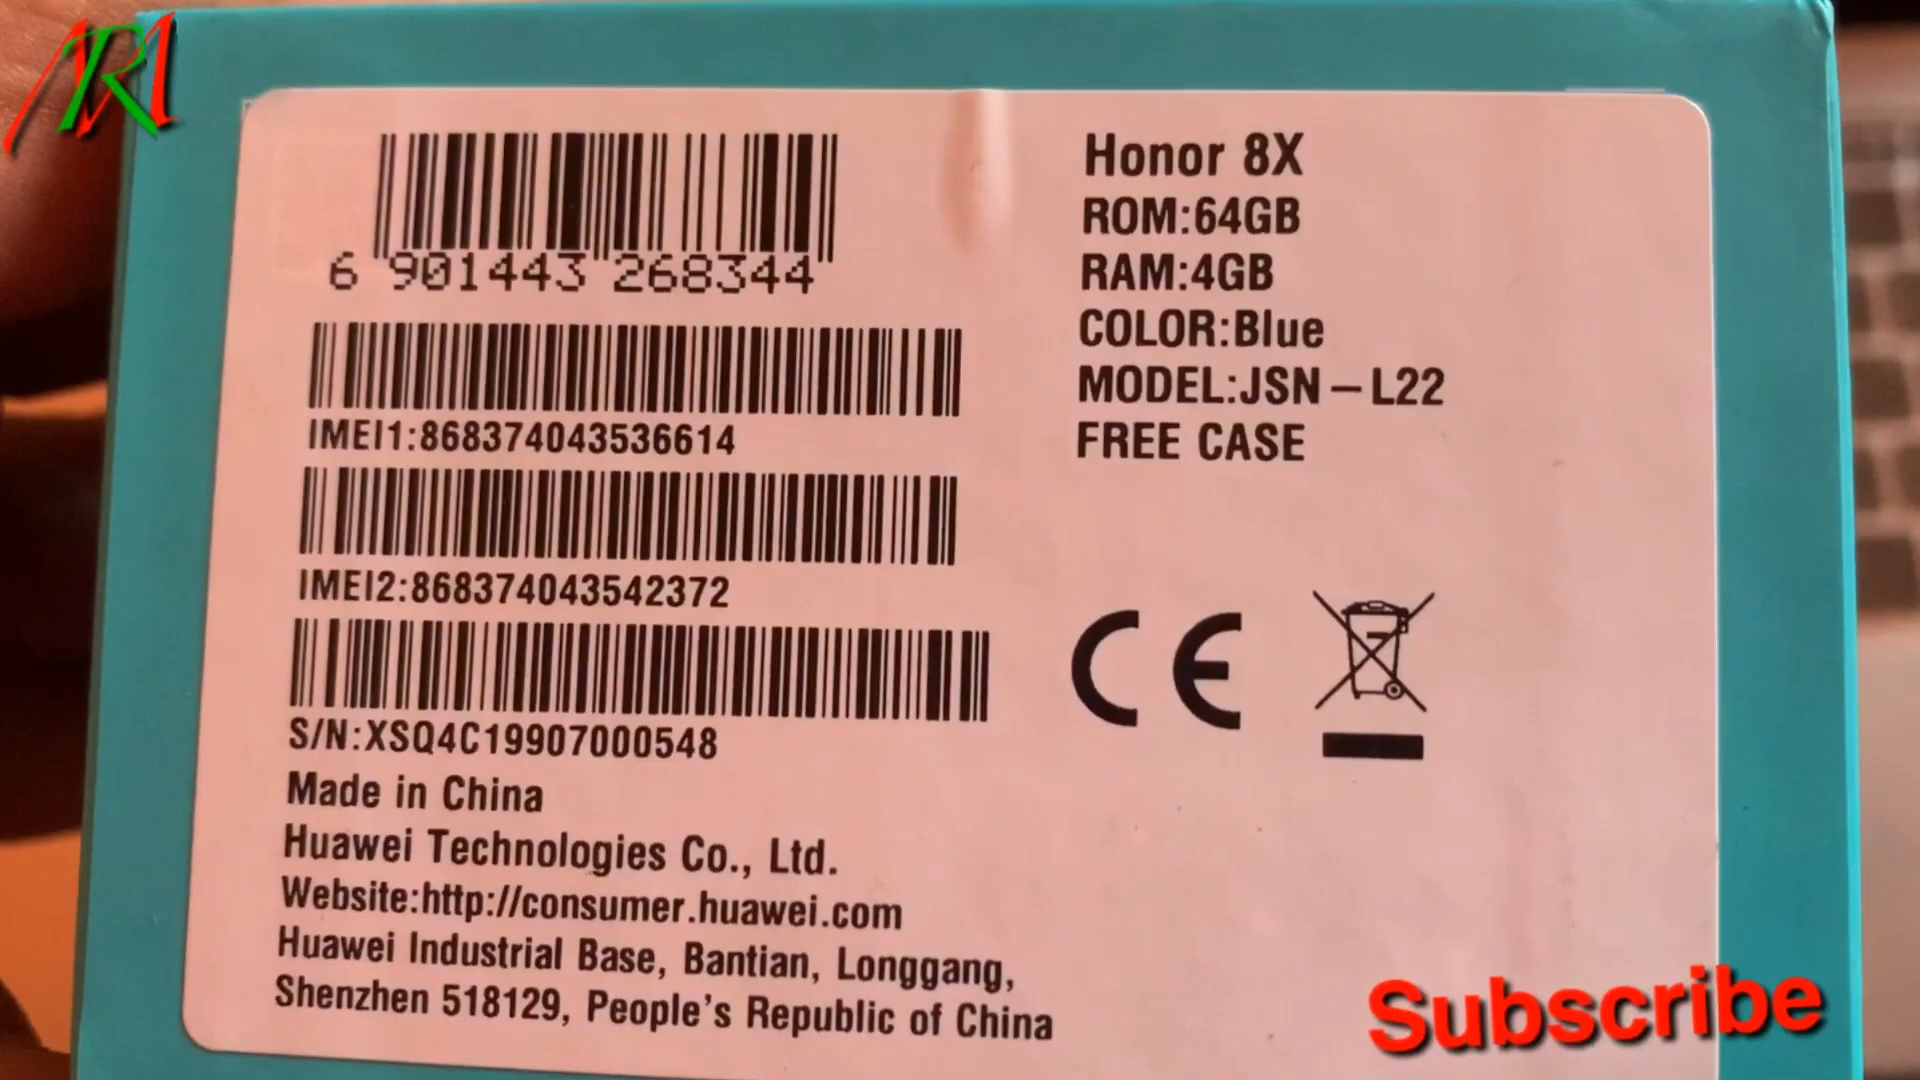 6 901443 268344
IMEI1:868374043536614
IMEI2:868374043542372
S/N:XSQ4C19907000548
Made in China
Huawei Technologies Co., Ltd.
Website:http://consumer.huawei.com
Huawei Industrial Base, Bantian, Longgang,
Shenzhen 518129, People's Republic of China
Honor 8X
ROM:64GB
RAM:4GB
COLOR:Blue
MODEL:JSN-L22
FREE CASE
CE
Subscribe